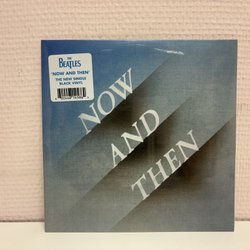 THE
BEATLES
'NOW AND THEN'
THE NEW SINGLE
BLACK VINYL
NOW
AND
THEN